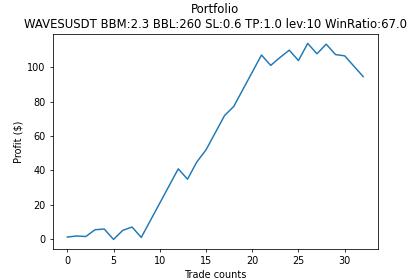 Portfolio
WAVESUSDT BBM:2.3 BBL:260 SL:0.6 TP:1.0 lev:10 WinRatio:67.0
100
80
60
40
20
0
Profit ($)
0 5 10 15 20 25 30
Trade counts